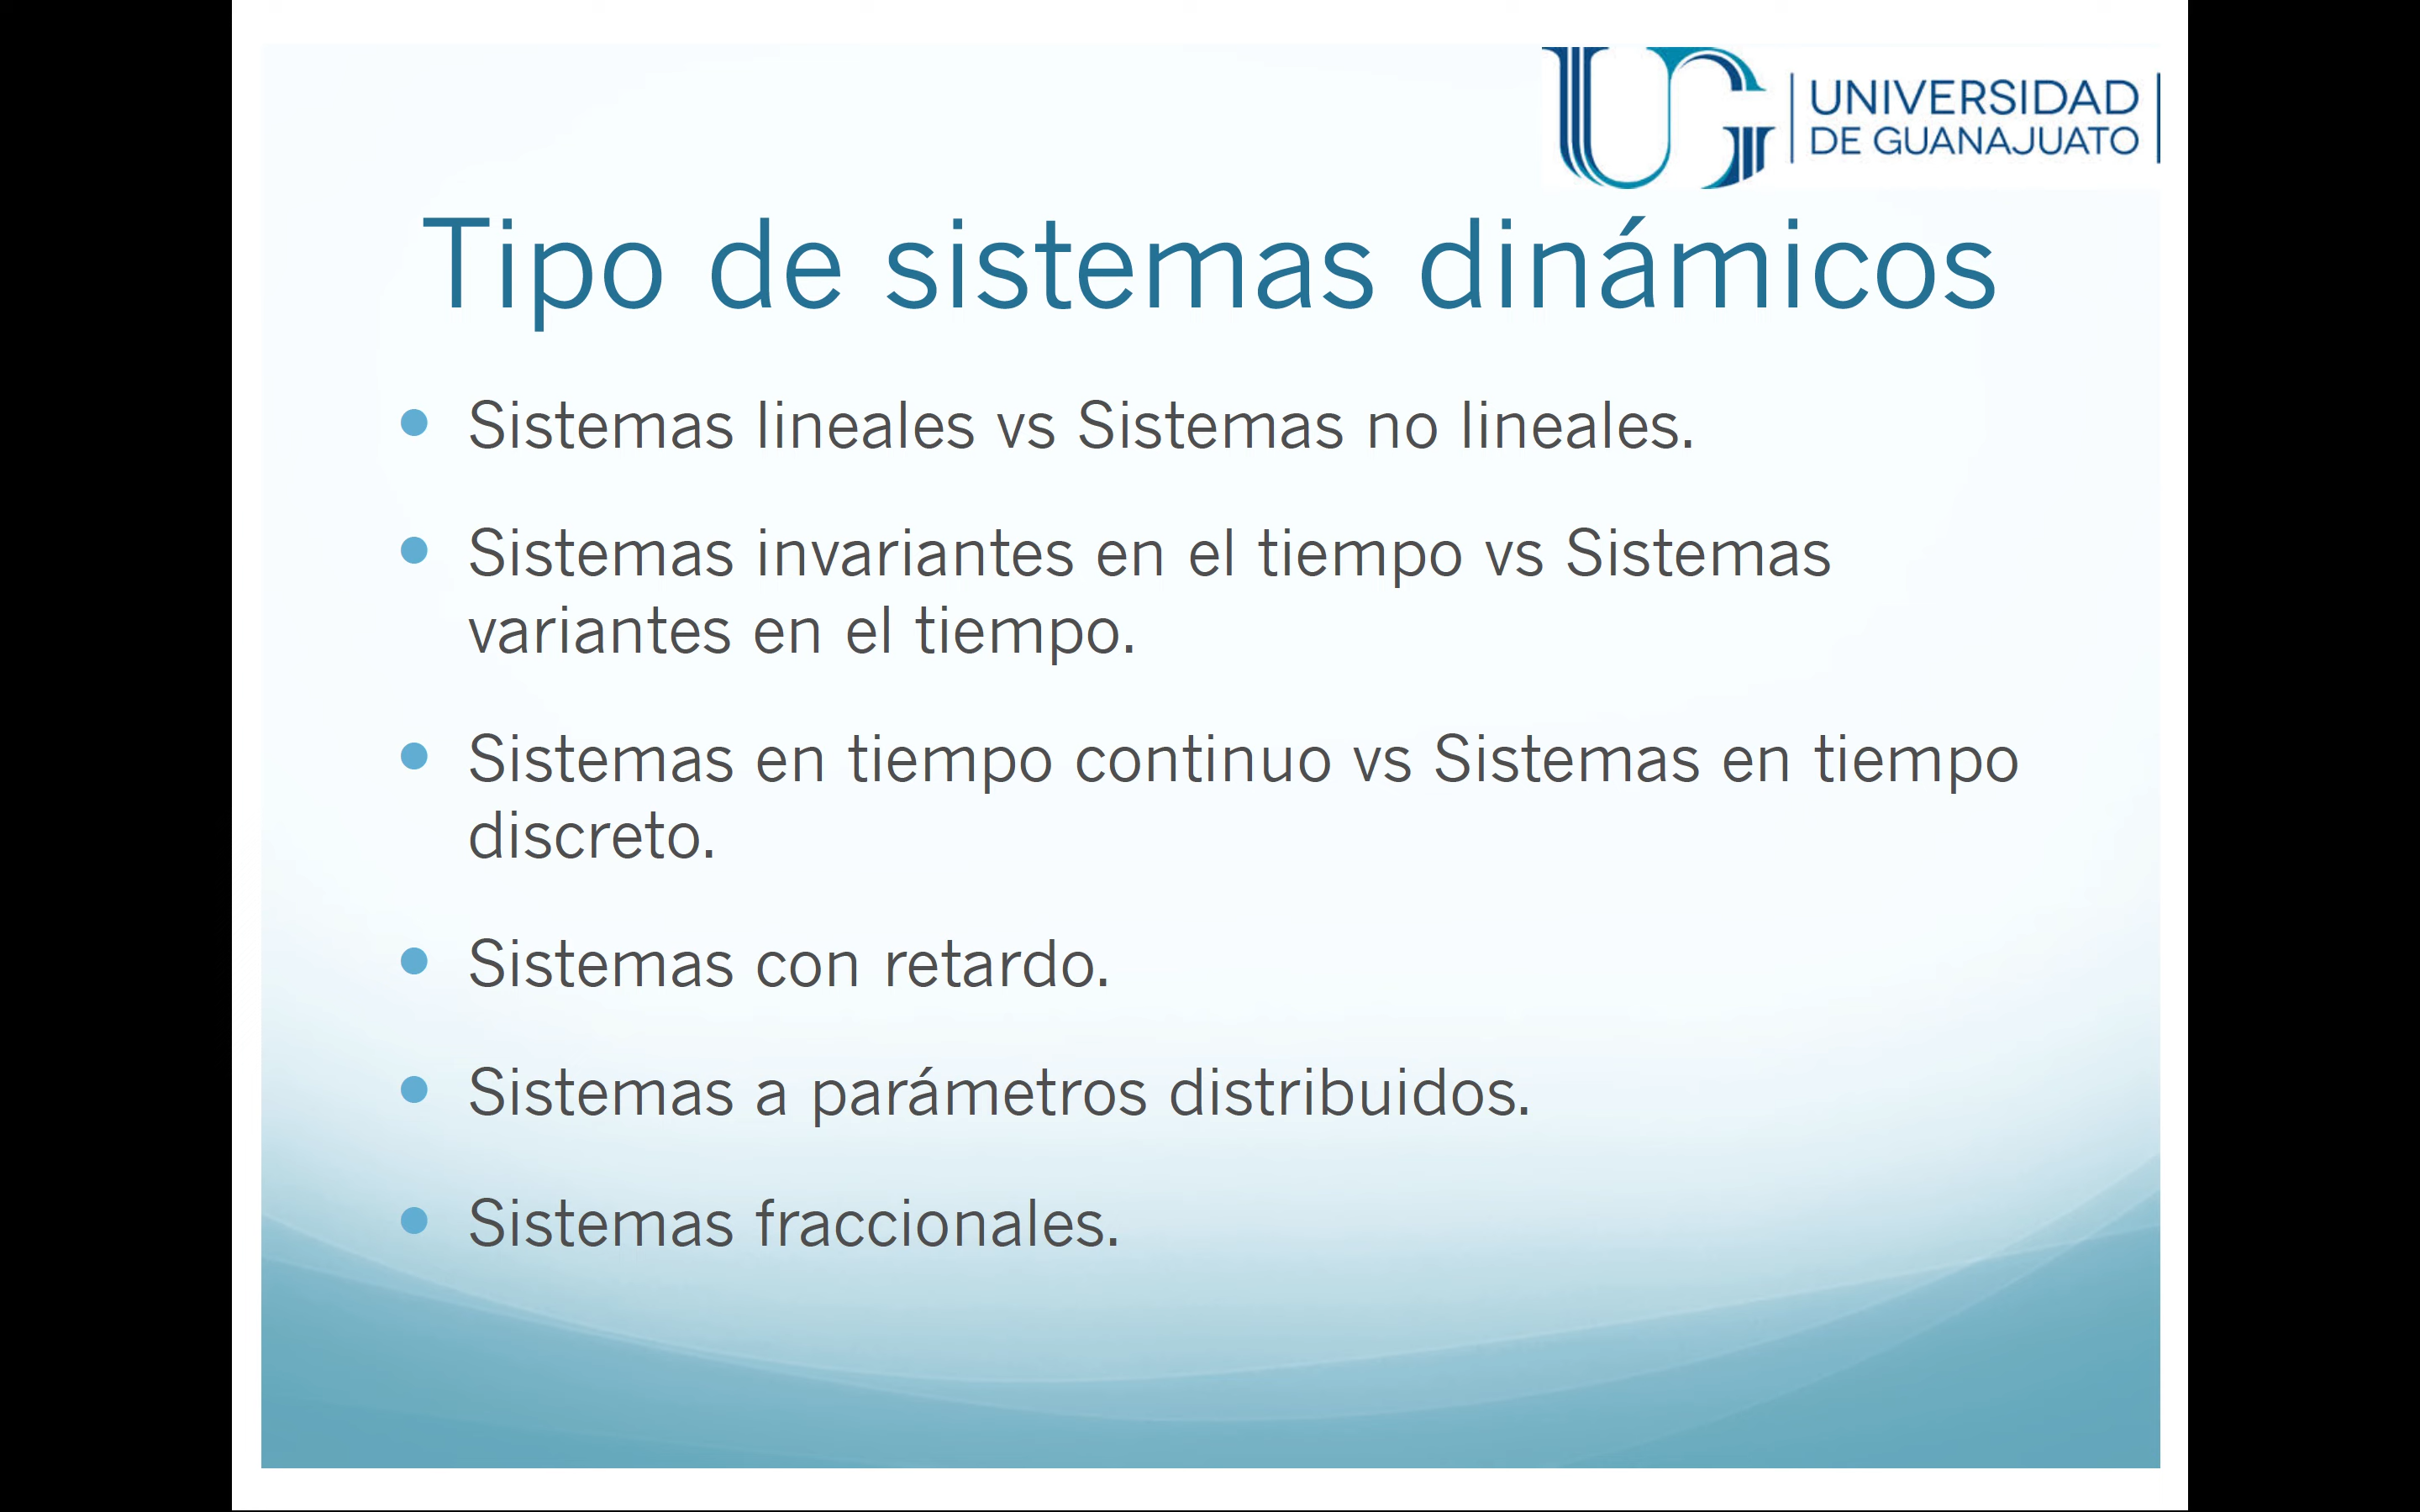 UG
UNIVERSIDAD
DE GUANAJUATO
Tipo de sistemas dinámicos
Sistemas lineales vs Sistemas no lineales.
Sistemas invariantes en el tiempo vs Sistemas
variantes en el tiempo.
Sistemas en tiempo continuo vs Sistemas en tiempo
discreto.
Sistemas con retardo.
Sistemas a parámetros distribuidos.
Sistemas fraccionales.